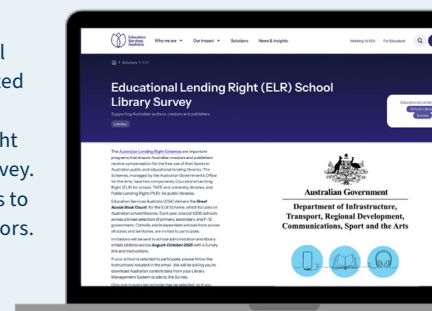 l
ted
ht
vey.
s to
ors.
Education
Services
Australia
Who we are
Our impact
Solutions
News & Insights
Working At ESA
For Educators
Educational Lending Right (ELR) School
Library Survey
Supporting Australian authors, creators and publishers
Library
The Australian Lending Right Schemes are important
programs that ensure Australian creators and publishers
receive compensation for the free use of their books in
Australian public and educational lending libraries. The
Schemes, managed by the Australian Government's Office
for the Arts, have two components, Educational Lending
Right (ELR) for school, TAFE and university libraries, and
Public Lending Right (PLR), for public libraries.
Education Services Australia (ESA) delivers the Great
Aussie Book Count, for the ELR Scheme, which focuses on
Australian school libraries. Each year, around
across a broad selection of primary, secondary, and F-12
government, Catholic and Independent schools from across
all states and territories, are invited to participate.
Invitations will be sent to school administration and library
email address across August-October 2025 with a Survey
link and instructions.
If your school is selected to participate, please follow the
instructions included in the email. We will be asking you to
download Australian content data from your Library
Management System to add to the Survey.
Australian Government
Department of Infrastructure,
Transport, Regional Development,
Communications, Sport and the Arts